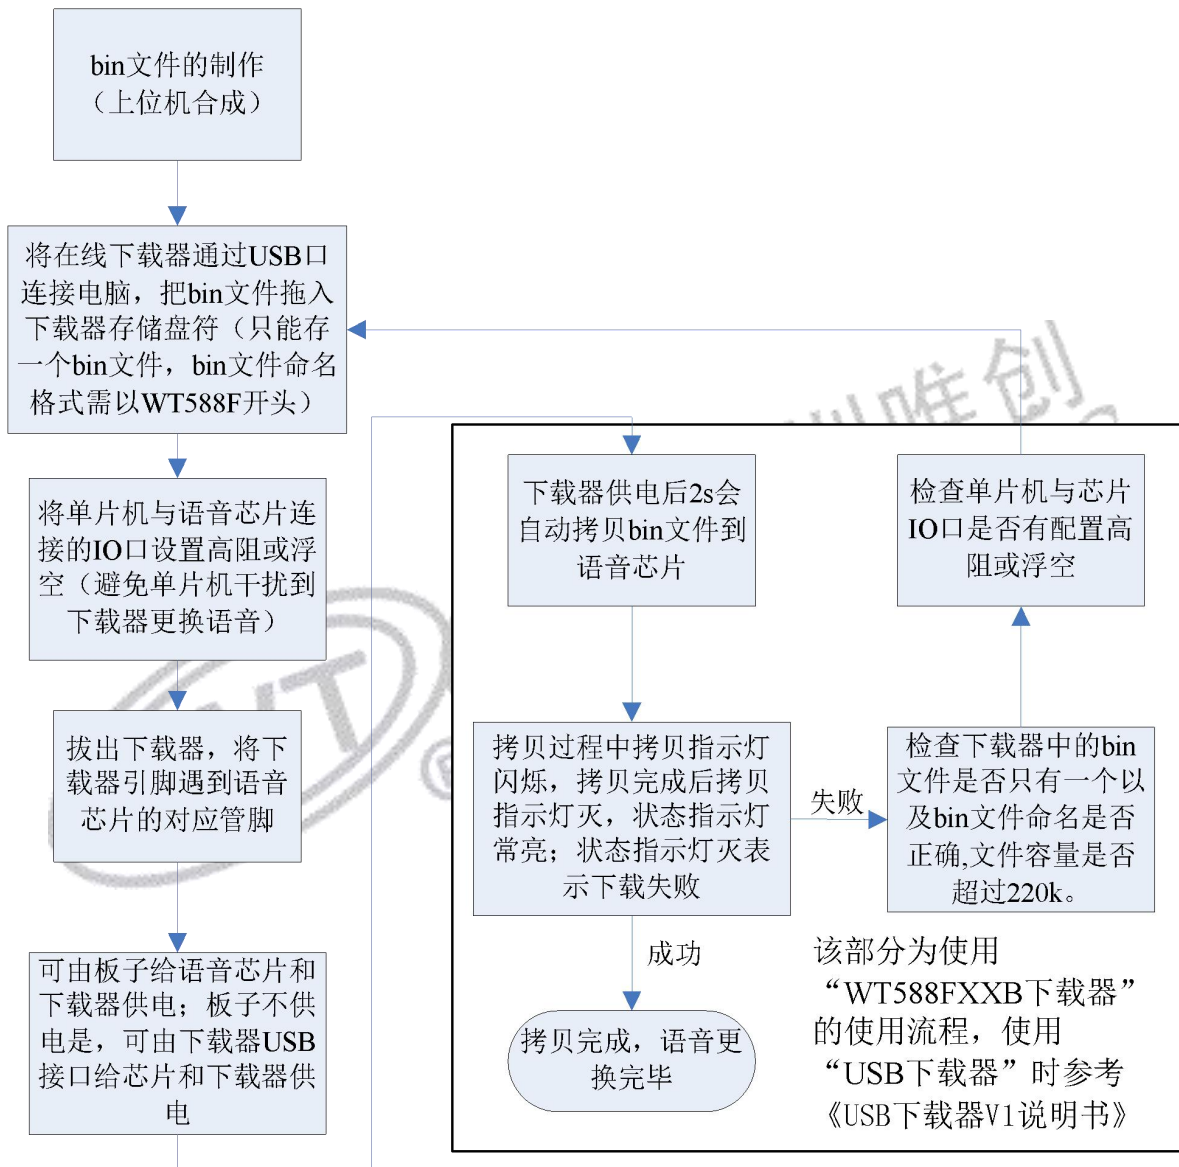 bin文件的制作
（上位机合成）
将在线下载器通过USB口
连接电脑，把bin文件拖入
下载器存储盘符（只能存
一个bin文件，bin文件命名
格式需以WT588F开头）
将单片机与语音芯片连
接的IO口设置高阻或浮
空（避免单片机干扰到
下载器更换语音）
拔出下载器，将下
载器引脚遇到语音
芯片的对应管脚
可由板子给语音芯片和
下载器供电；板子不供
电是，可由下载器USB
接口给芯片和下载器供
电
下载器供电后2s会
自动拷贝bin文件到
语音芯片
拷贝过程中拷贝指示灯
闪烁，拷贝完成后拷贝
指示灯灭，状态指示灯
常亮；状态指示灯灭表
示下载失败
失败
成功
拷贝完成，语音更
换完毕
检查单片机与芯片
IO口是否有配置高
阻或浮空
检查下载器中的bin
文件是否只有一个以
及bin文件命名是否
正确,文件容量是否
超过220k。
该部分为使用
“WT588FXXB下载器”
的使用流程，使用
“USB下载器”时参考
《USB下载器V1说明书》
唯创